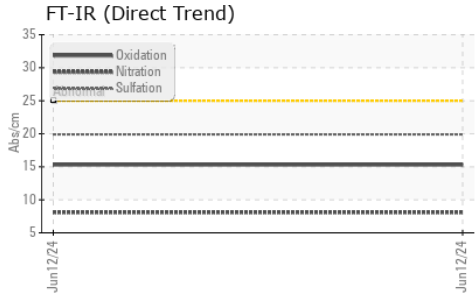 FT-IR (Direct Trend)
35
30
25
20
15
10
5
Abs/cm
Oxidation
Nitration
Sulfation
Abnormal
Jun12/24
Jun12/24